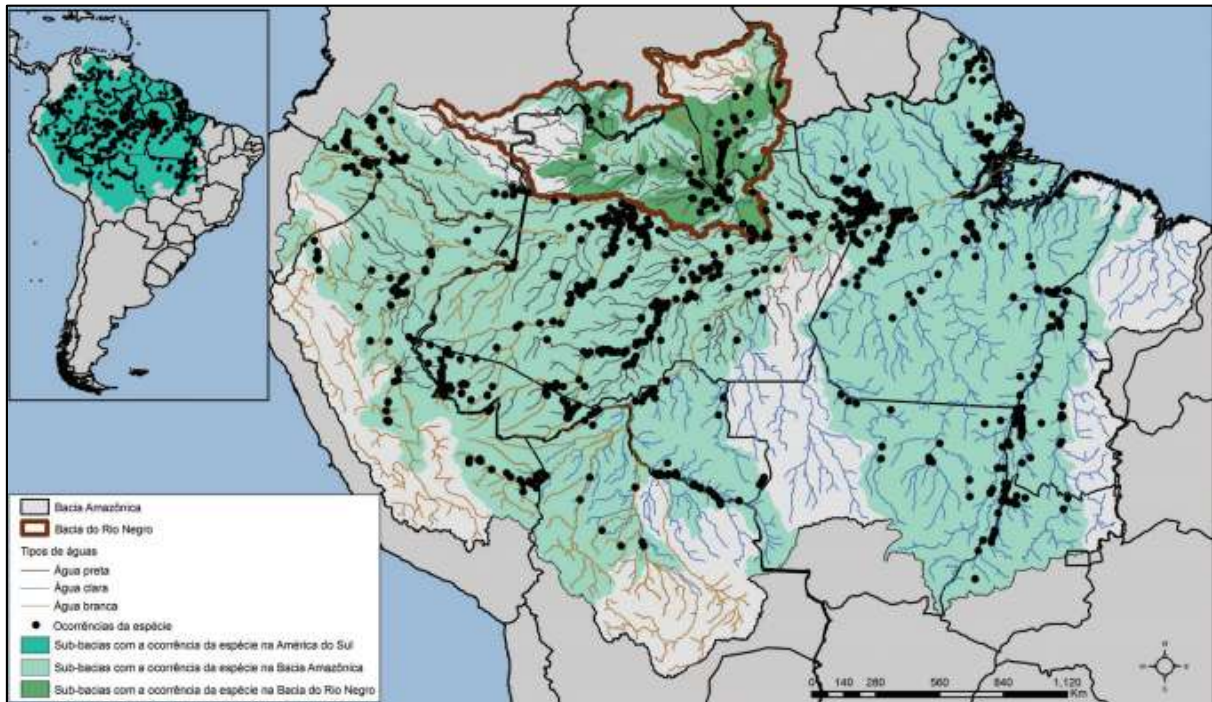 Bacia Amazônica
Bacia do Rio Negro
Tipos de águas
Água preta
Água clara
Água branca
Ocorrências da espécie
Sub-bacias com a ocorrência da espécie na América do Sul
Sub-bacias com a ocorrência da espécie na Bacia Amazônica
Sub-bacias com a ocorrência da espécie na Bacia do Rio Negro
0 140 280 560 840 1,120
Km